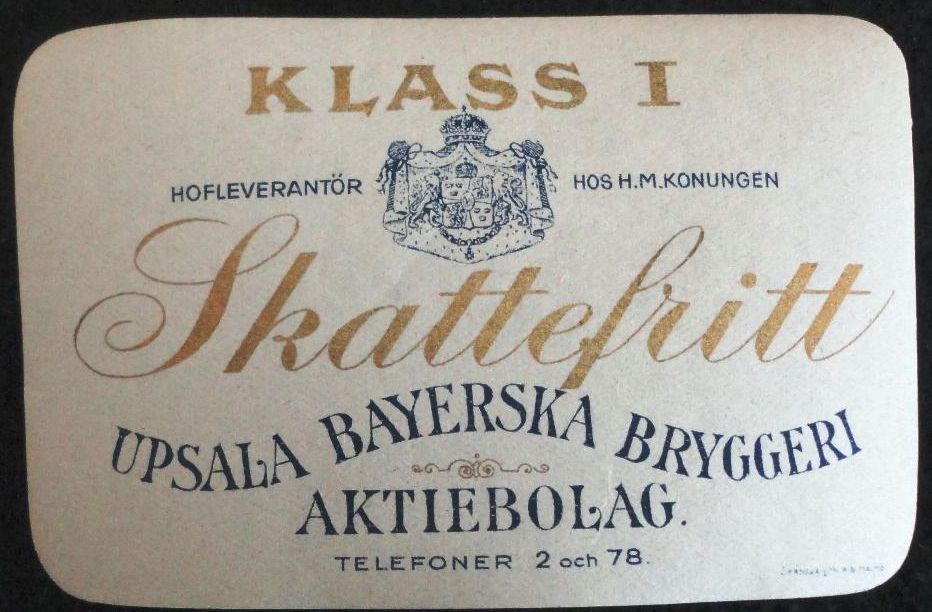 KLASS I
HOFLEVERANTÖR HOS H.M.KONUNGEN
Skattefritt
UPSALA BAYERSKA BRYGGERI
AKTIEBOLAG.
TELEFONER 2 och 78.